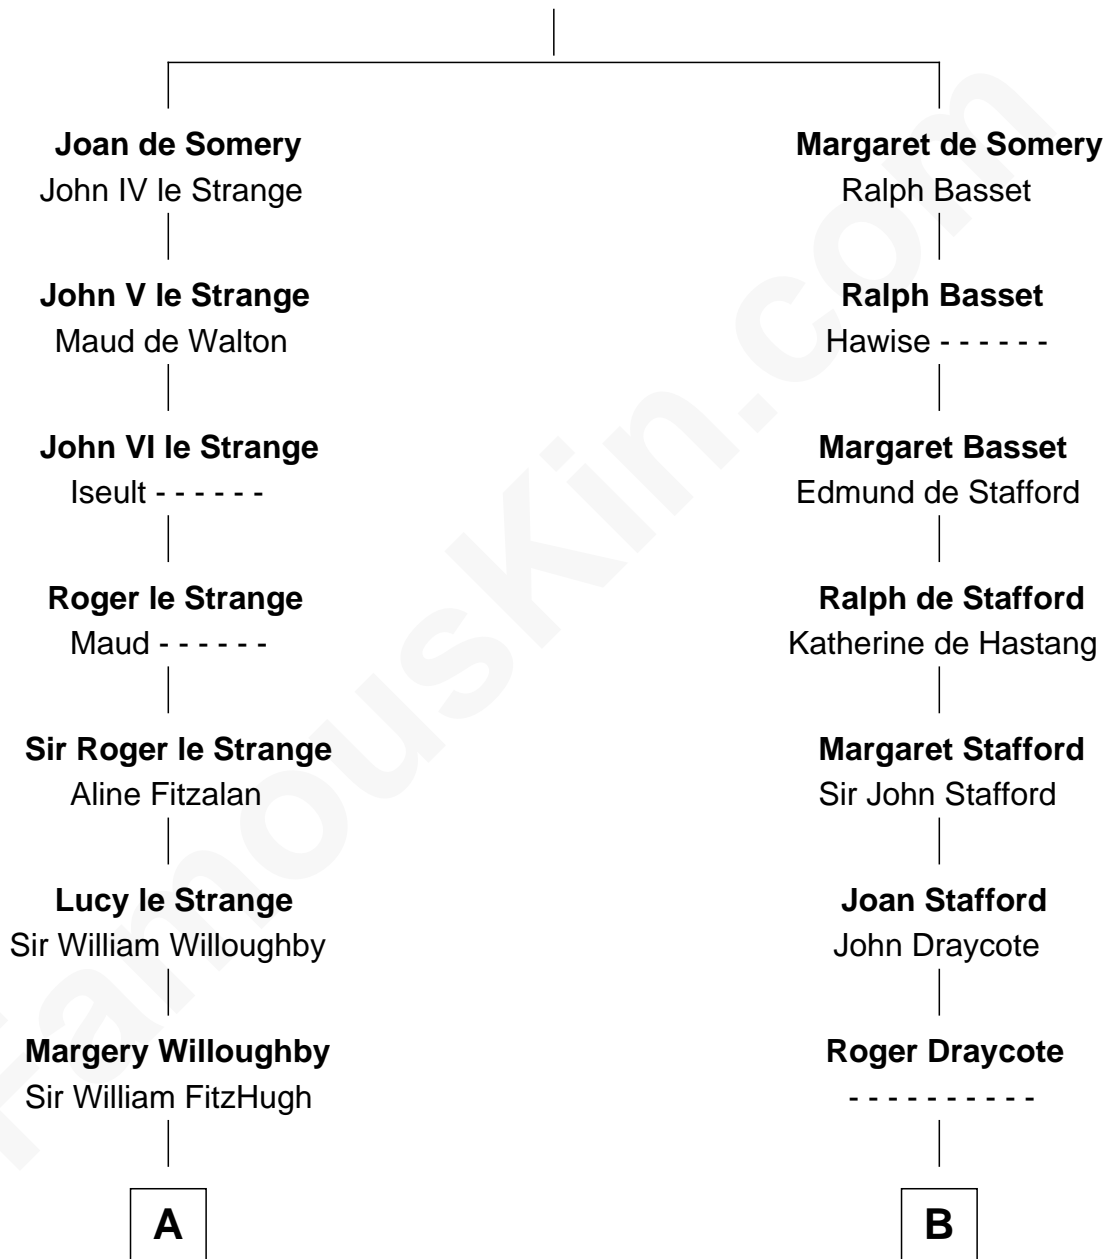 Joan de Somery
John IV le Strange
John V le Strange
Maud de Walton
John VI le Strange
Iseult - - - - - -
Roger le Strange
Maud - - - - - -
Sir Roger le Strange
Aline Fitzalan
Lucy le Strange
Sir William Willoughby
Margery Willoughby
Sir William FitzHugh
A
Margaret de Somery
Ralph Basset
Ralph Basset
Hawise - - - - - -
Margaret Basset
Edmund de Stafford
Ralph de Stafford
Katherine de Hastang
Margaret Stafford
Sir John Stafford
Joan Stafford
John Draycote
Roger Draycote
- - - - - - - - - -
B
FamousKin.com